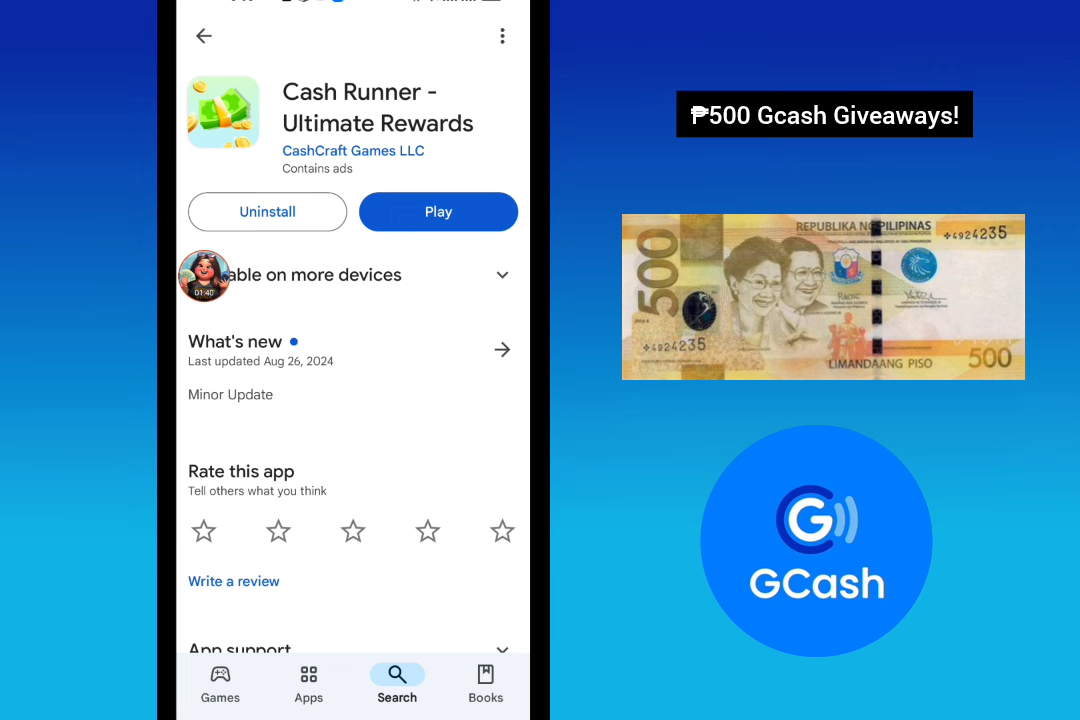 Cash Runner -
Ultimate Rewards
CashCraft Games LLC
Contains ads
Uninstall
Play
able on more devices
01:40
What's new
Last updated Aug 26, 2024
Minor Update
Rate this app
Tell others what you think
Write a review
App support
Games
Apps
Search
Books
₱500 Gcash Giveaways!
REPUBLIKA NG PILIPINAS
4924235
500
4924235
LIMANDAANG PISO
500
G
GCash